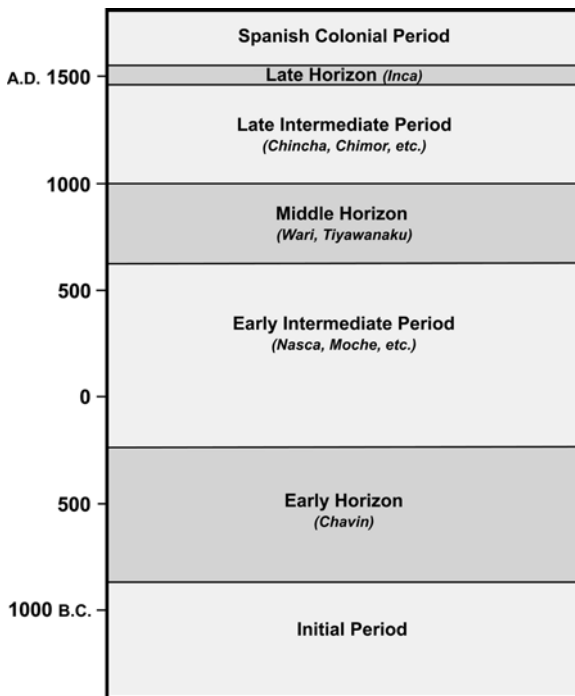 Spanish Colonial Period
A.D. 1500
Late Horizon (Inca)
Late Intermediate Period
(Chincha, Chimor, etc.)
1000
Middle Horizon
(Wari, Tiyawanaku)
500
Early Intermediate Period
(Nasca, Moche, etc.)
0
500
Early Horizon
(Chavin)
1000 B.C.
Initial Period